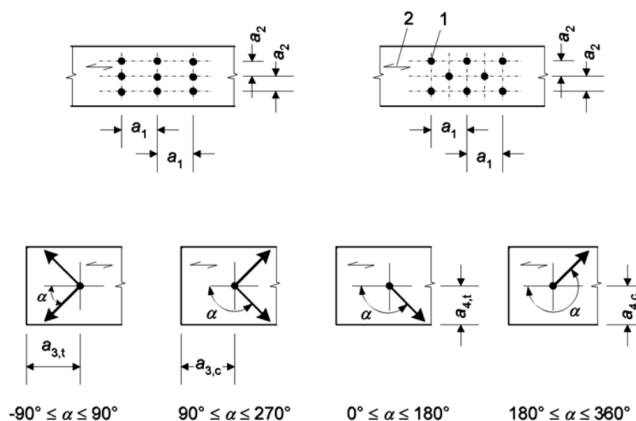 2 1
a2
a2
a2
a2
a1
a1
a1
a1
α
α
α
α
a3,t
a3,c
a4,t
a4,c
-90° ≤ α ≤ 90°
90° ≤ α ≤ 270°
0° ≤ α ≤ 180°
180° ≤ α ≤ 360°